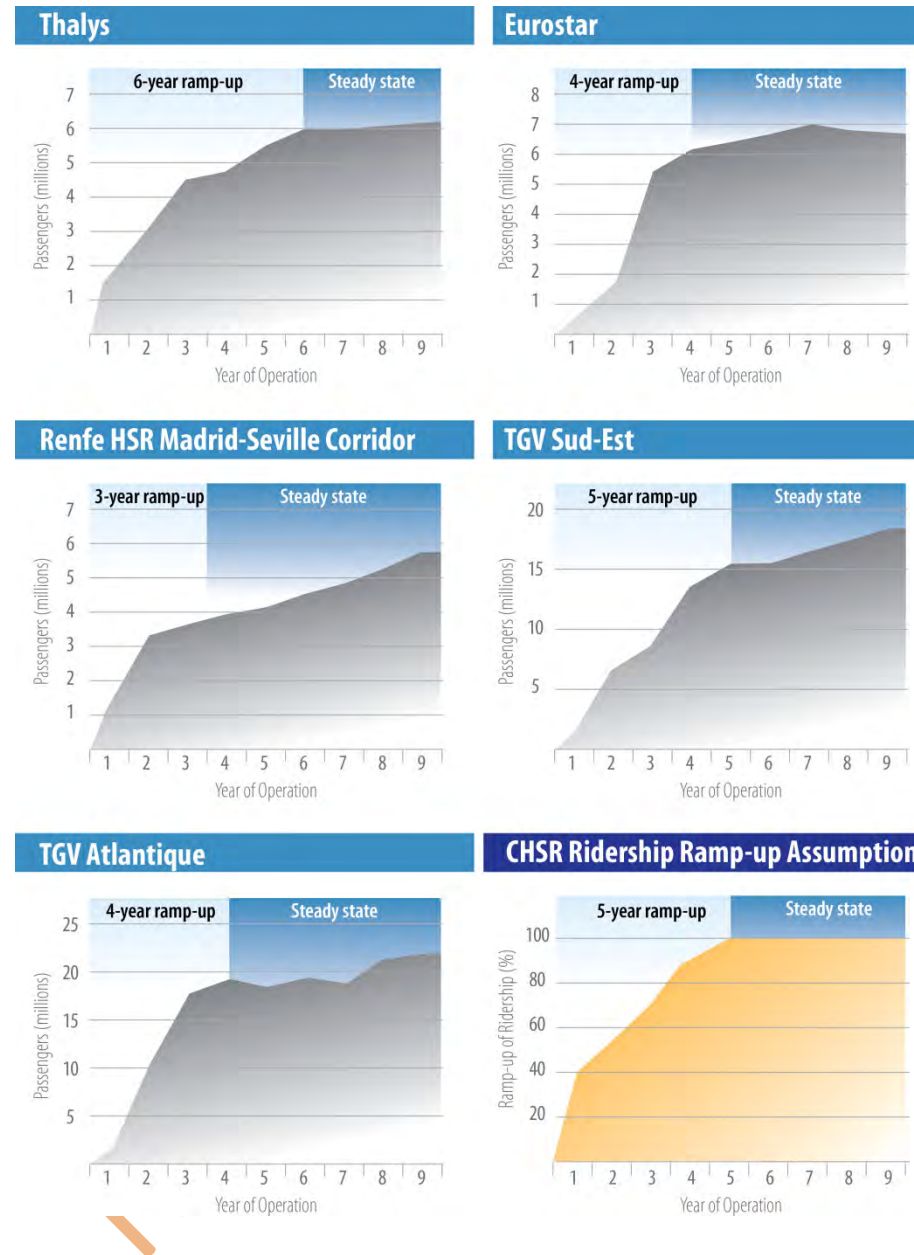 Thalys
6-year ramp-up Steady state
Passengers (millions)
7
6
5
4
3
2
1
1 2 3 4 5 6 7 8 9
Year of Operation
Eurostar
4-year ramp-up Steady state
Passengers (millions)
8
7
6
5
4
3
2
1
1 2 3 4 5 6 7 8 9
Year of Operation
Renfe HSR Madrid-Seville Corridor
3-year ramp-up Steady state
Passengers (millions)
7
6
5
4
3
2
1
1 2 3 4 5 6 7 8 9
Year of Operation
TGV Sud-Est
5-year ramp-up Steady state
Passengers (millions)
20
15
10
5
1 2 3 4 5 6 7 8 9
Year of Operation
TGV Atlantique
4-year ramp-up Steady state
Passengers (millions)
25
20
15
10
5
1 2 3 4 5 6 7 8 9
Year of Operation
CHSR Ridership Ramp-up Assumption
5-year ramp-up Steady state
Ramp-up of Ridership (%)
100
80
60
40
20
1 2 3 4 5 6 7 8 9
Year of Operation